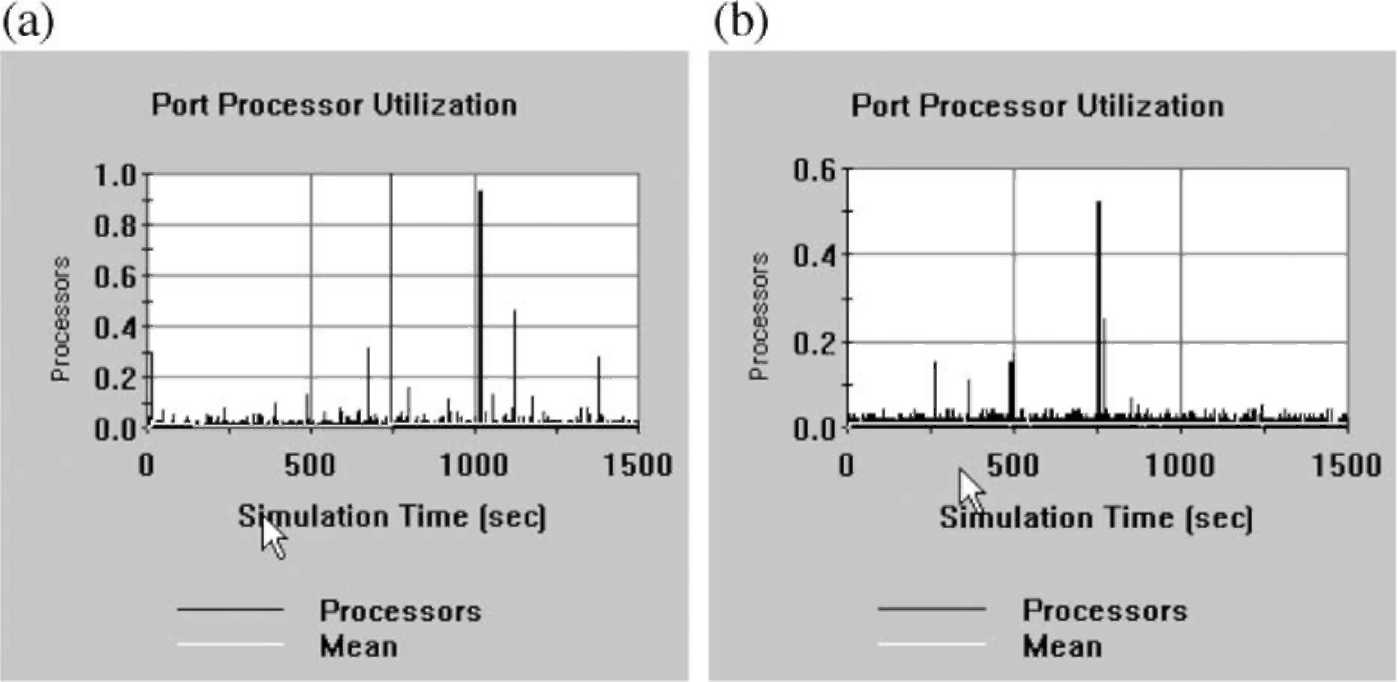 (a)
Port Processor Utilization
1.0
0.8
0.6
0.4
0.2
0.0
Processors
0 500 1000 1500
Simulation Time (sec)
Processors
Mean
(b)
Port Processor Utilization
0.6
0.4
0.2
0.0
Processors
0 500 1000 1500
Simulation Time (sec)
Processors
Mean